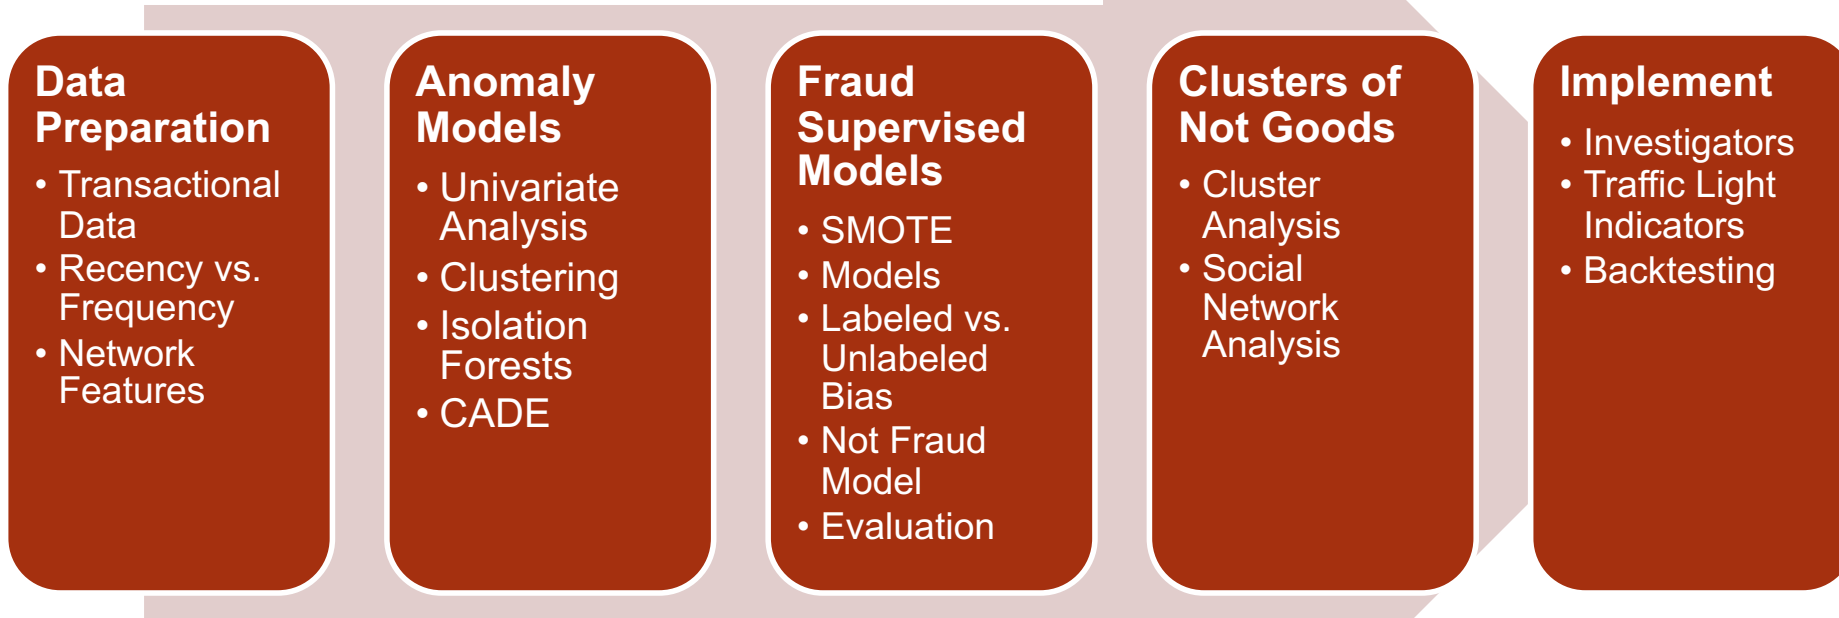 Data
Preparation
• Transactional
Data
• Recency vs.
Frequency
• Network
Features
Anomaly
Models
• Univariate
Analysis
• Clustering
• Isolation
Forests
• CADE
Fraud
Supervised
Models
• SMOTE
• Models
• Labeled vs.
Unlabeled
Bias
• Not Fraud
Model
• Evaluation
Clusters of
Not Goods
• Cluster
Analysis
• Social
Network
Analysis
Implement
• Investigators
• Traffic Light
Indicators
• Backtesting